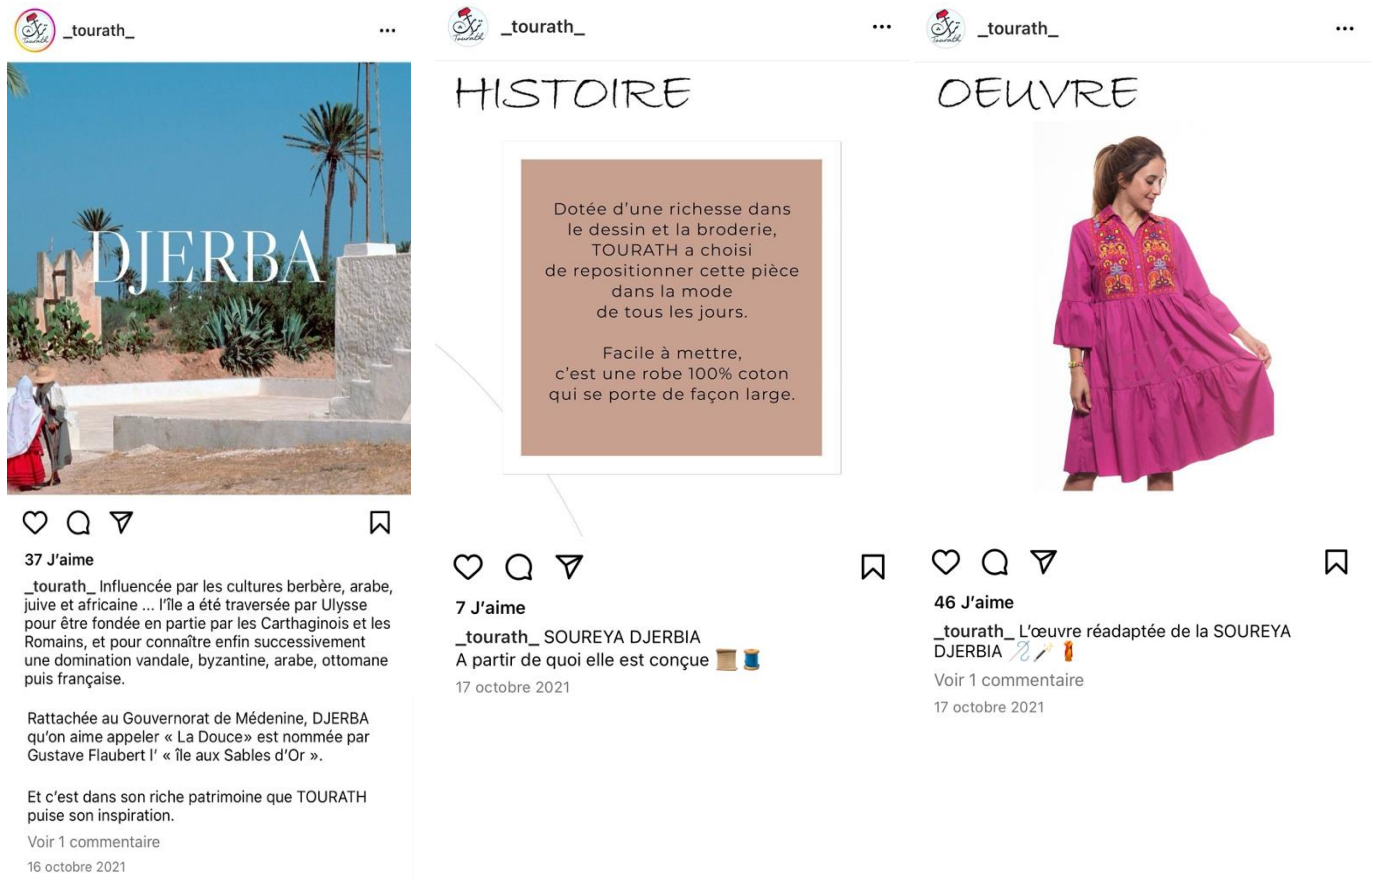 _tourath_
DJERBA
37 J’aime
_tourath_ Influencée par les cultures berbère, arabe,
juive et africaine ... l’île a été traversée par Ulysse
pour être fondée en partie par les Carthaginois et les
Romains, et pour connaître enfin successivement
une domination vandale, byzantine, arabe, ottomane
puis française.
Rattachée au Gouvernorat de Médenine, DJERBA
qu’on aime appeler « La Douce» est nommée par
Gustave Flaubert l’ « île aux Sables d’Or ».
Et c’est dans son riche patrimoine que TOURATH
puise son inspiration.
Voir 1 commentaire
16 octobre 2021
_tourath_
HISTOIRE
Dotée d’une richesse dans
le dessin et la broderie,
TOURATH a choisi
de repositionner cette pièce
dans la mode
de tous les jours.
Facile à mettre,
c’est une robe 100% coton
qui se porte de façon large.
7 J’aime
_tourath_ SOUREYA DJERBIA
A partir de quoi elle est conçue
17 octobre 2021
_tourath_
OEUVRE
46 J’aime
_tourath_ L’œuvre réadaptée de la SOUREYA
DJERBIA
Voir 1 commentaire
17 octobre 2021